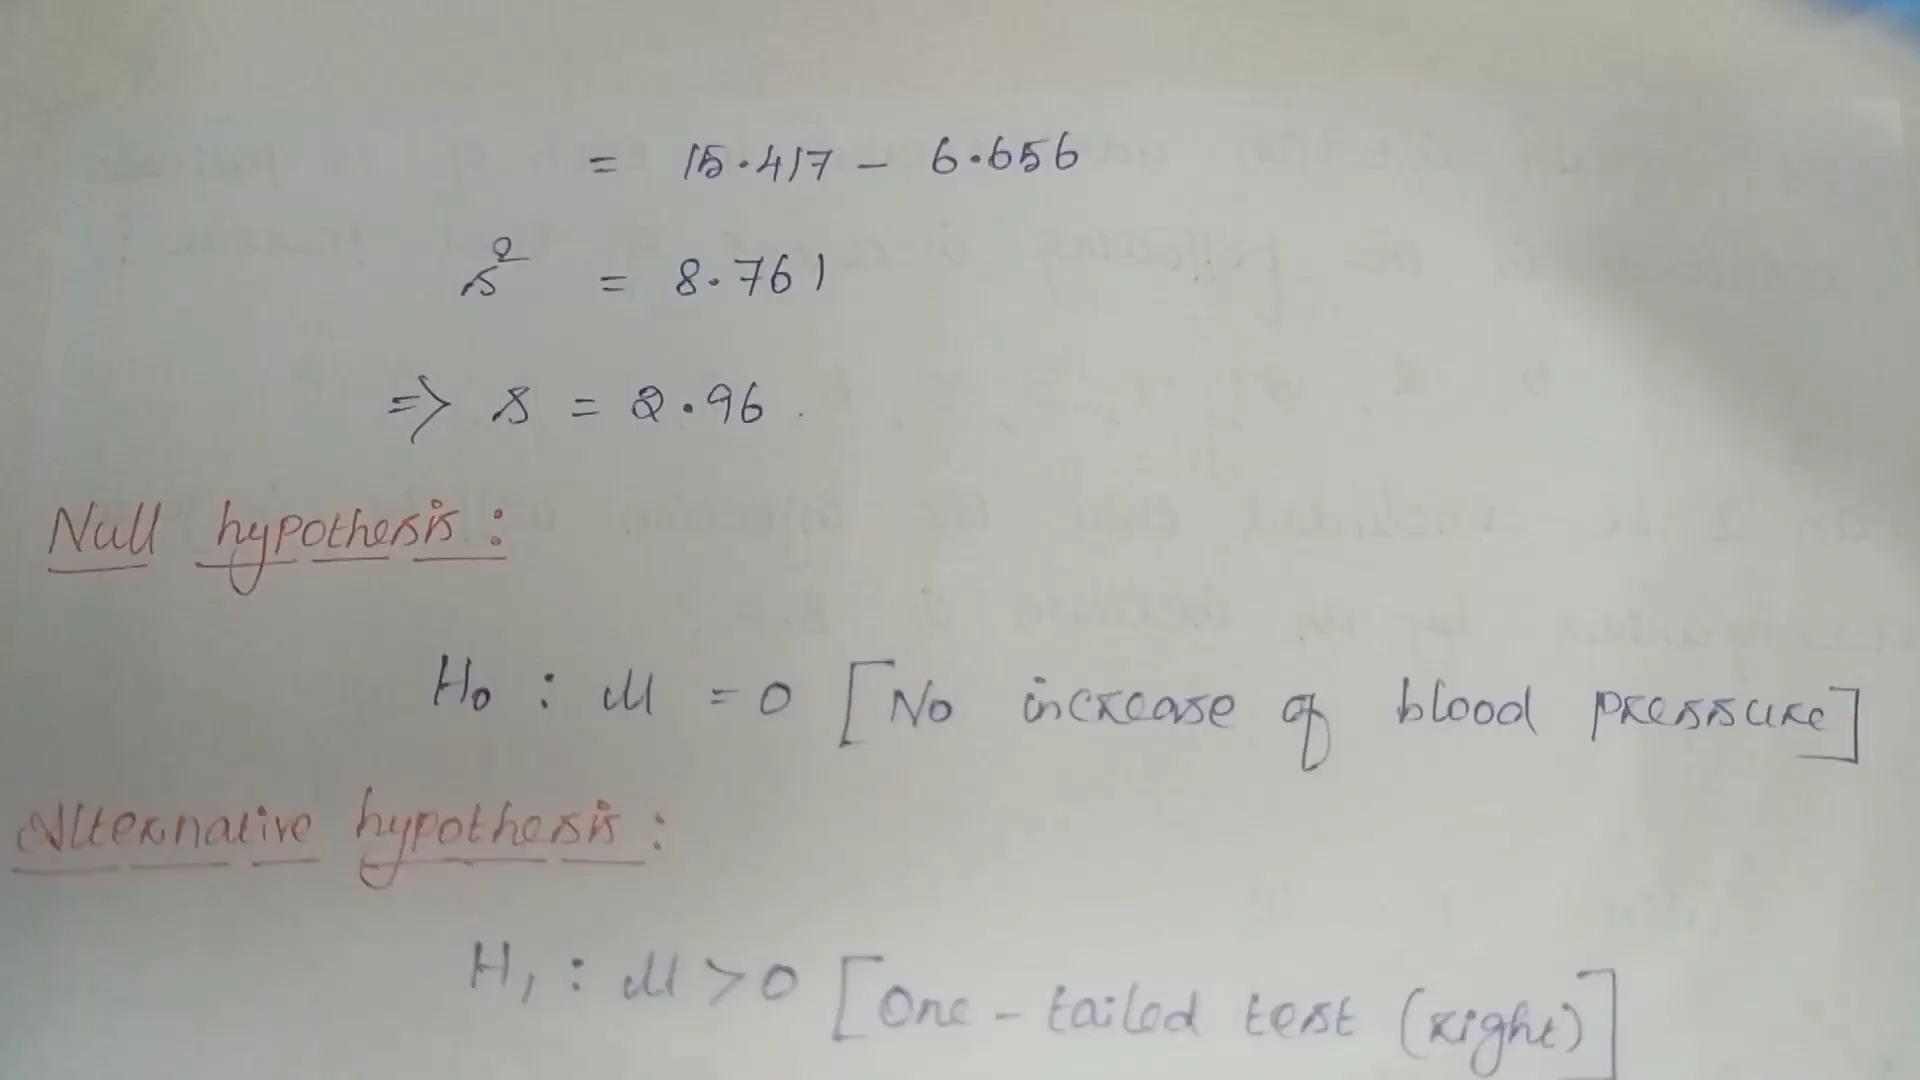 = 15.417 - 6.656
s² = 8.761
=> s = 2.96.
Null hypothesis:
H₀ : μ = 0 [No increase of blood pressure]
Alternative hypothesis:
H₁ : μ > 0 [One-tailed test (right)]